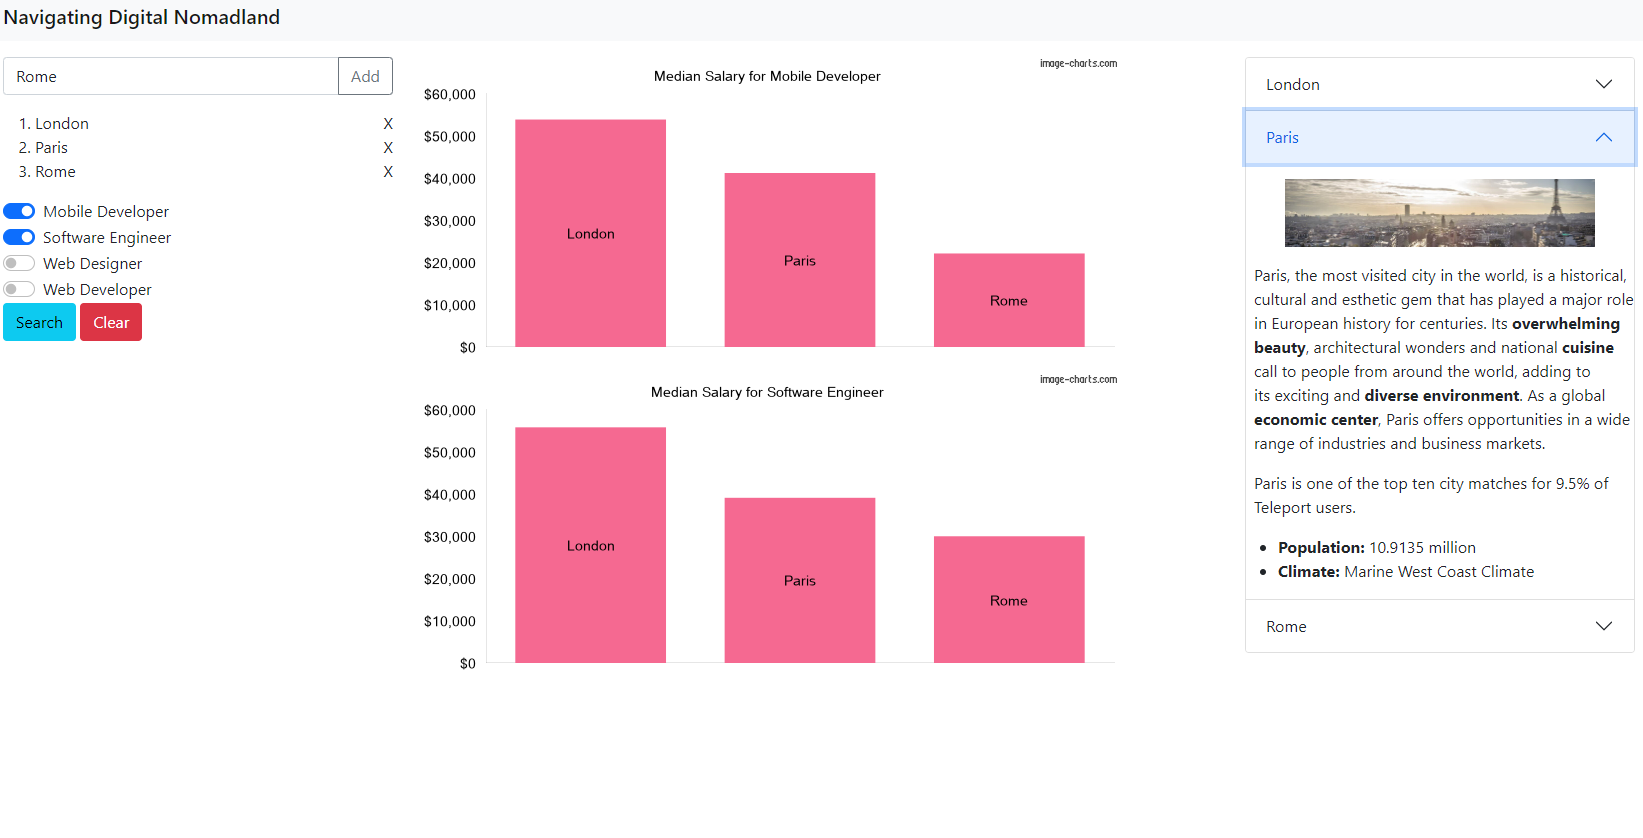 Navigating Digital Nomadland
Rome
Add
1. London X
2. Paris X
3. Rome X
Mobile Developer
Software Engineer
Web Designer
Web Developer
Search Clear
image-charts.com
Median Salary for Mobile Developer
$60,000
$50,000
$40,000
$30,000
$20,000
$10,000
$0
London
Paris
Rome
image-charts.com
Median Salary for Software Engineer
$60,000
$50,000
$40,000
$30,000
$20,000
$10,000
$0
London
Paris
Rome
London
Paris
Paris, the most visited city in the world, is a historical,
cultural and esthetic gem that has played a major role
in European history for centuries. Its overwhelming
beauty, architectural wonders and national cuisine
call to people from around the world, adding to
its exciting and diverse environment. As a global
economic center, Paris offers opportunities in a wide
range of industries and business markets.
Paris is one of the top ten city matches for 9.5% of
Teleport users.
• Population: 10.9135 million
• Climate: Marine West Coast Climate
Rome